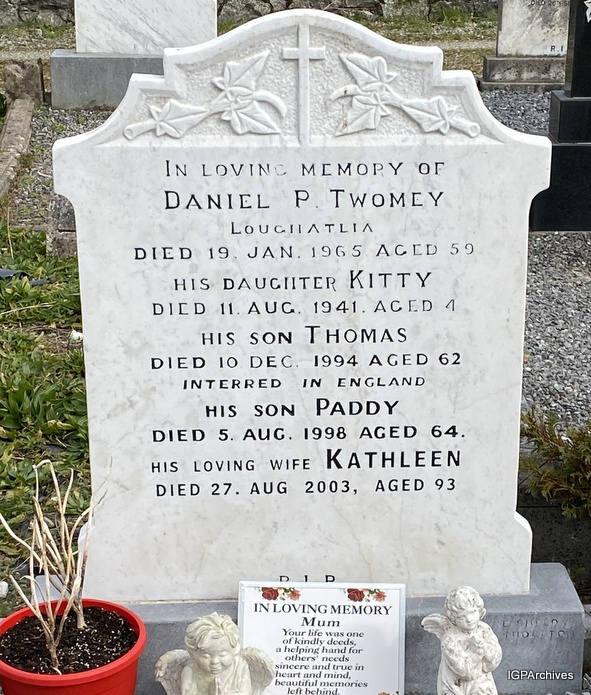 IN LOVING MEMORY OF
DANIEL P. TWOMEY
LOUGHATLIA
DIED 19. JAN. 1965 AGED 59
HIS DAUGHTER KITTY
DIED 11. AUG. 1941. AGED 4
HIS SON THOMAS
DIED 10 DEC. 1994 AGED 62
INTERRED IN ENGLAND
HIS SON PADDY
DIED 5. AUG. 1998 AGED 64.
HIS LOVING WIFE KATHLEEN
DIED 27. AUG 2003, AGED 93
R.I.P.
IN LOVING MEMORY
Mum
Your life was one
of kindly deeds,
a helping hand for
others' needs
sincere and true in
heart and mind,
beautiful memories
left behind.
R.I.
IGPArchives